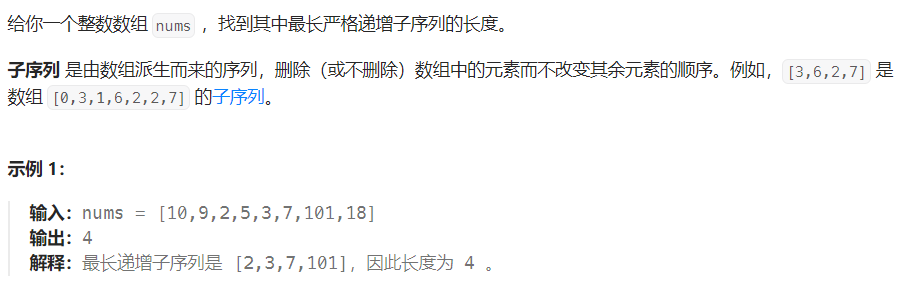 给你一个整数数组 nums ，找到其中最长严格递增子序列的长度。
子序列 是由数组派生而来的序列，删除（或不删除）数组中的元素而不改变其余元素的顺序。例如，[3,6,2,7] 是
数组 [0,3,1,6,2,2,7] 的子序列。
示例 1：
输入：nums = [10,9,2,5,3,7,101,18]
输出：4
解释：最长递增子序列是 [2,3,7,101]，因此长度为 4 。